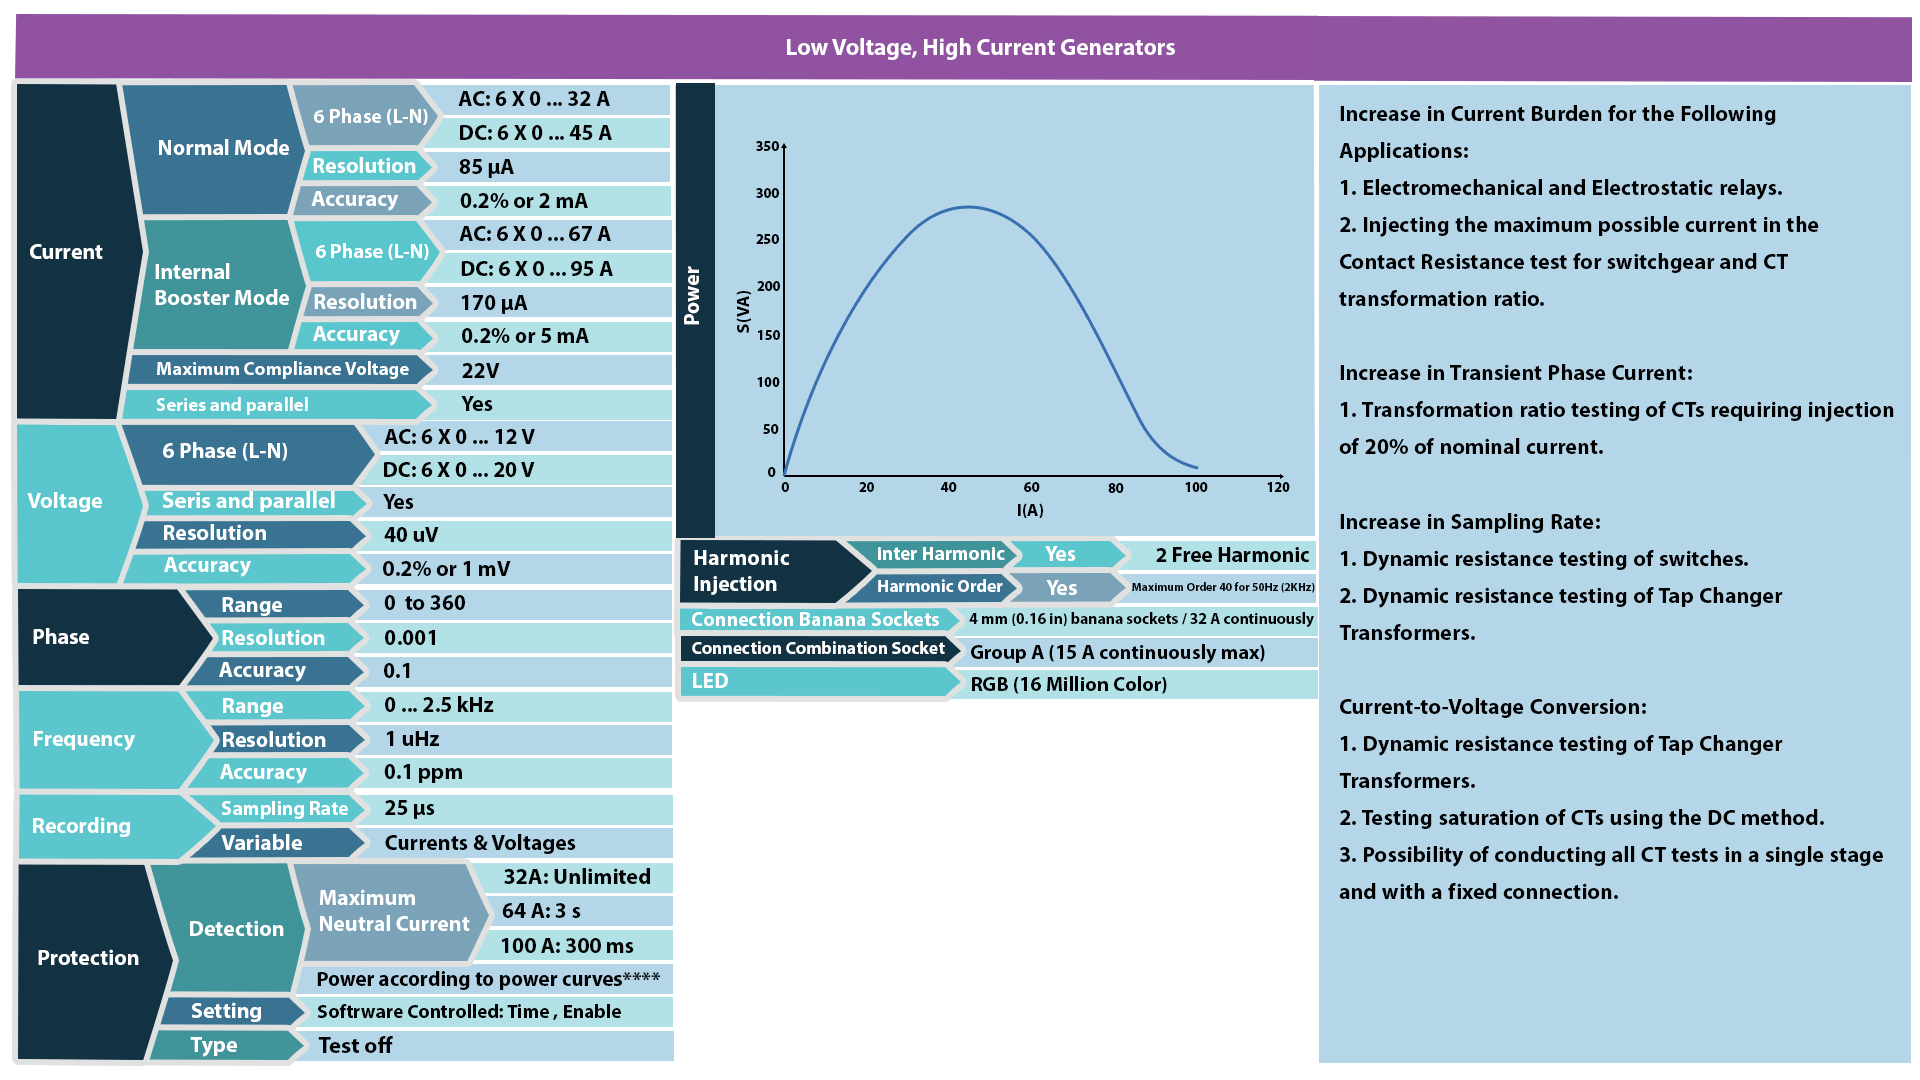 Low Voltage, High Current Generators
Current
Normal Mode
6 Phase (L-N)
AC: 6 X 0 ... 32 A
DC: 6 X 0 ... 45 A
Resolution
85 µA
Accuracy
0.2% or 2 mA
Internal
Booster Mode
6 Phase (L-N)
AC: 6 X 0 ... 67 A
DC: 6 X 0 ... 95 A
Resolution
170 µA
Accuracy
0.2% or 5 mA
Maximum Compliance Voltage
22V
Series and parallel
Yes
Voltage
6 Phase (L-N)
AC: 6 X 0 ... 12 V
DC: 6 X 0 ... 20 V
Seris and parallel
Yes
Resolution
40 uV
Accuracy
0.2% or 1 mV
Phase
Range
0 to 360
Resolution
0.001
Accuracy
0.1
Frequency
Range
0 ... 2.5 kHz
Resolution
1 uHz
Accuracy
0.1 ppm
Recording
Sampling Rate
25 µs
Variable
Currents & Voltages
Protection
Detection
Maximum
Neutral Current
32A: Unlimited
64 A: 3 s
100 A: 300 ms
Power according to power curves****
Setting
Softrware Controlled: Time , Enable
Type
Test off
Power
S(VA)
350
300
250
200
150
100
50
0
0 20 40 60 80 100 120
I(A)
Harmonic
Injection
inter Harmonic
Yes
2 Free Harmonic
Harmonic Order
Yes
Maximum Order 40 for 50Hz (2KHz)
Connection Banana Sockets
4 mm (0.16 in) banana sockets / 32 A continuously
Connection Combination Socket
Group A (15 A continuously max)
LED
RGB (16 Million Color)
Increase in Current Burden for the Following
Applications:
1. Electromechanical and Electrostatic relays.
2. Injecting the maximum possible current in the
Contact Resistance test for switchgear and CT
transformation ratio.
Increase in Transient Phase Current:
1. Transformation ratio testing of CTs requiring injection
of 20% of nominal current.
Increase in Sampling Rate:
1. Dynamic resistance testing of switches.
2. Dynamic resistance testing of Tap Changer
Transformers.
Current-to-Voltage Conversion:
1. Dynamic resistance testing of Tap Changer
Transformers.
2. Testing saturation of CTs using the DC method.
3. Possibility of conducting all CT tests in a single stage
and with a fixed connection.